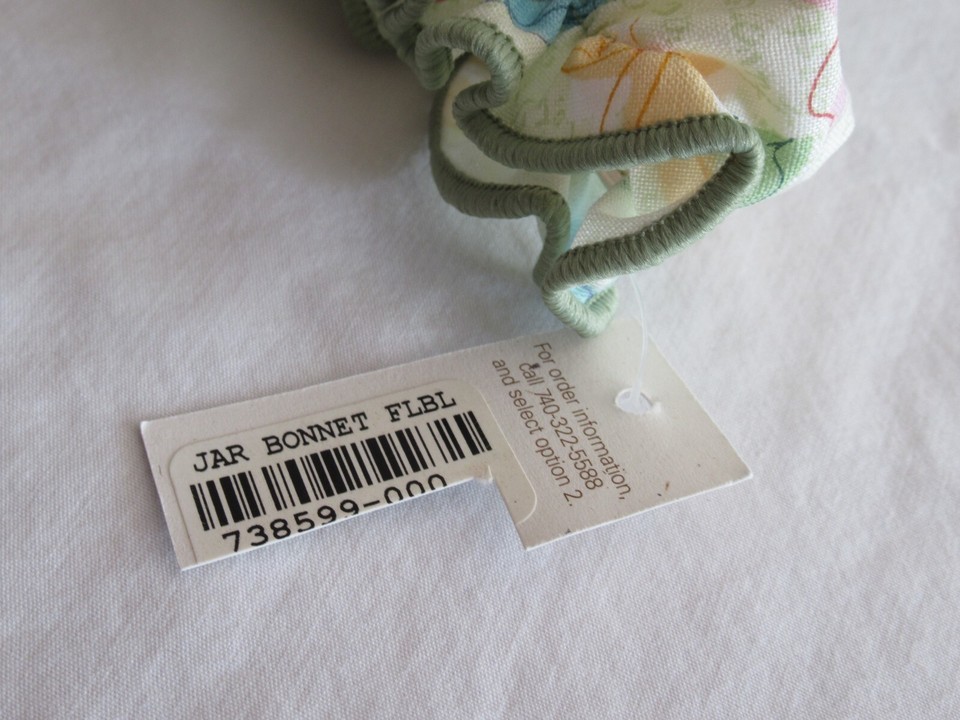 JAR BONNET FLBL
738599-000
For order information,
call 740-322-5588
and select option 2.